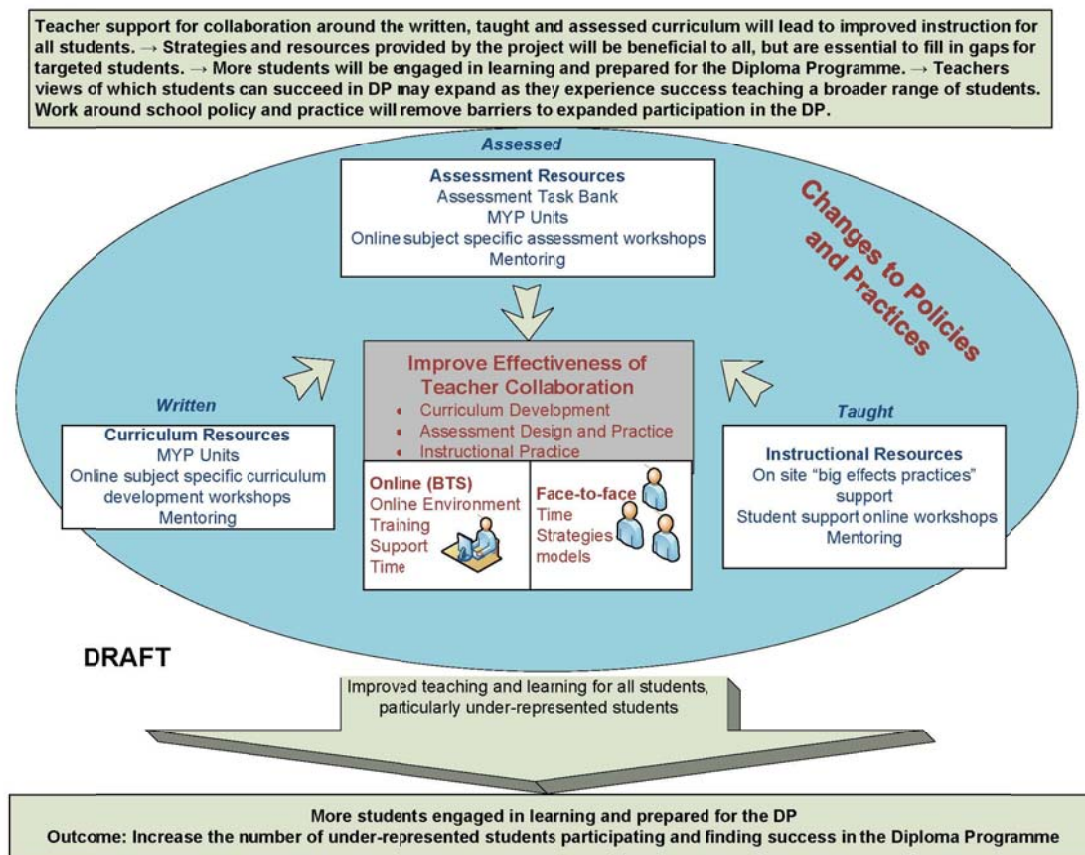 Teacher support for collaboration around the written, taught and assessed curriculum will lead to improved instruction for
all students. → Strategies and resources provided by the project will be beneficial to all, but are essential to fill in gaps for
targeted students. → More students will be engaged in learning and prepared for the Diploma Programme. → Teachers
views of which students can succeed in DP may expand as they experience success teaching a broader range of students.
Work around school policy and practice will remove barriers to expanded participation in the DP.
Assessed
Assessment Resources
Assessment Task Bank
MYP Units
Online subject specific assessment workshops
Mentoring
Changes to Policies
and Practices
Improve Effectiveness of
Teacher Collaboration
• Curriculum Development
• Assessment Design and Practice
• Instructional Practice
Written
Curriculum Resources
MYP Units
Online subject specific curriculum
development workshops
Mentoring
Online (BTS)
Online Environment
Training
Support
Time
Face-to-face
Time
Strategies
models
Taught
Instructional Resources
On site “big effects practices”
support
Student support online workshops
Mentoring
DRAFT
Improved teaching and learning for all students,
particularly under-represented students
More students engaged in learning and prepared for the DP
Outcome: Increase the number of under-represented students participating and finding success in the Diploma Programme